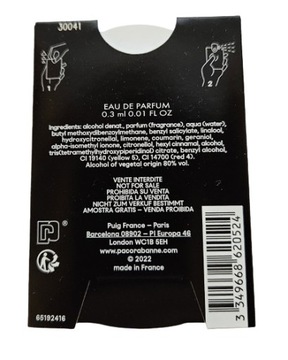 30041
1
2
EAU DE PARFUM
0.3 ml 0.01 FL OZ
Ingredients: alcohol denat., parfum (fragrance), aqua (water),
butyl methoxydibenzoylmethane, benzyl salicylate, linalool,
hydroxycitronellal, limonene, coumarin, geraniol,
alpha-isomethyl ionone, citronellol, hexyl cinnamal, alcohol,
tris(tetramethylhydroxypiperidinol) citrate, benzyl alcohol,
CI 19140 (yellow 5), CI 14700 (red 4).
Alcohol of vegetal origin 80% vol.
VENTE INTERDITE
NOT FOR SALE
PROHIBIDA SU VENTA
PROIBITA LA VENDITA
NICHT ZUM VERKUF BESTIMMT
AMOSTRA GRATIS - VENDA PROIBIDA
Puig France - Paris
Barcelona 08902 - Pl Europa 46
London WC1B 5EH
www.pacorabanne.com
© 2022
made in France
65192416
3 349668 620524